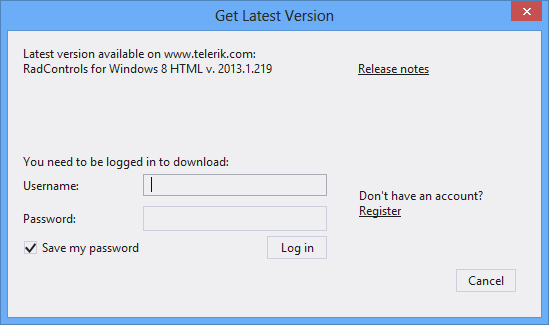 Get Latest Version
Latest version available on www.telerik.com:
RadControls for Windows 8 HTML v. 2013.1.219
Release notes
You need to be logged in to download:
Username:
Don't have an account?
Register
Password:
Save my password
Log in
Cancel